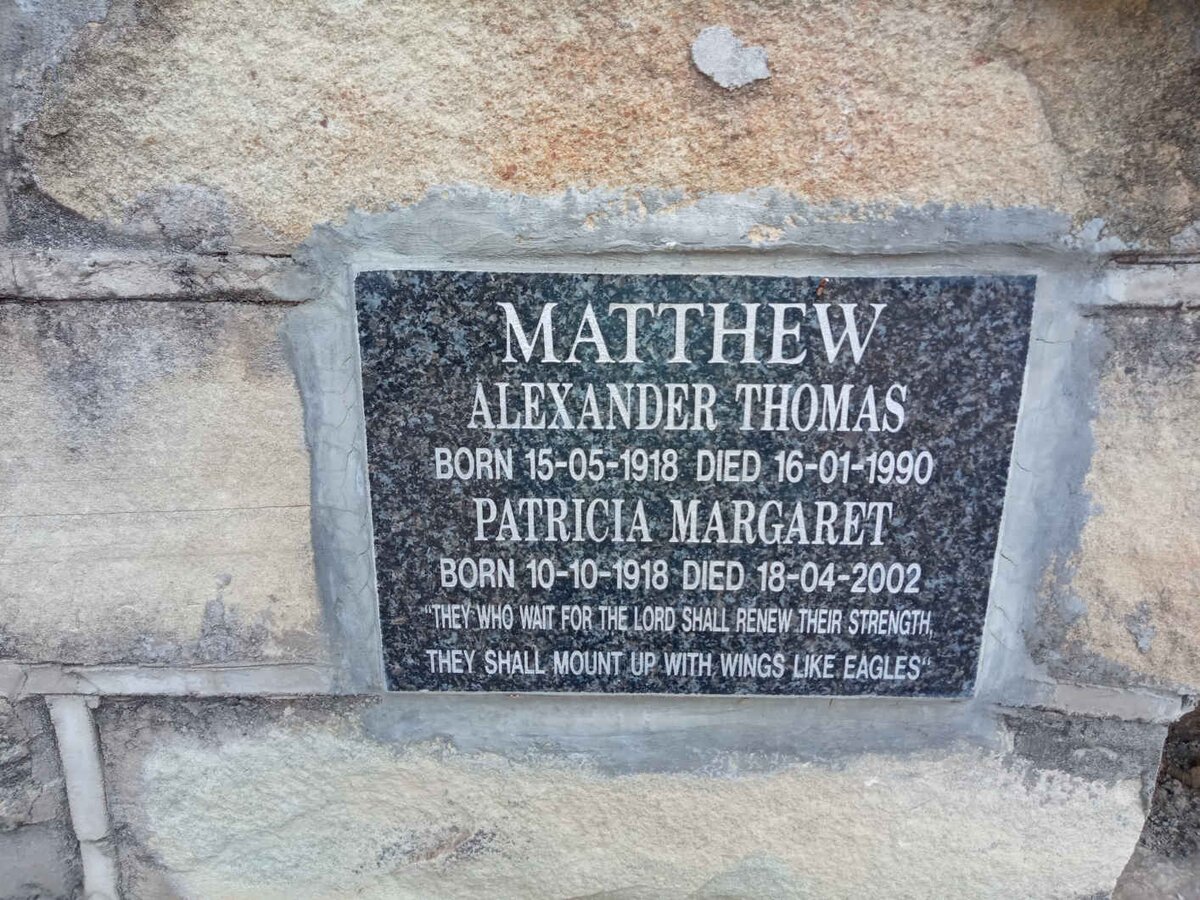 MATTHEW
ALEXANDER THOMAS
BORN 15-05-1918 DIED 16-01-1990
PATRICIA MARGARET
BORN 10-10-1918 DIED 18-04-2002
“THEY WHO WAIT FOR THE LORD SHALL RENEW THEIR STRENGTH,
THEY SHALL MOUNT UP WITH WINGS LIKE EAGLES“